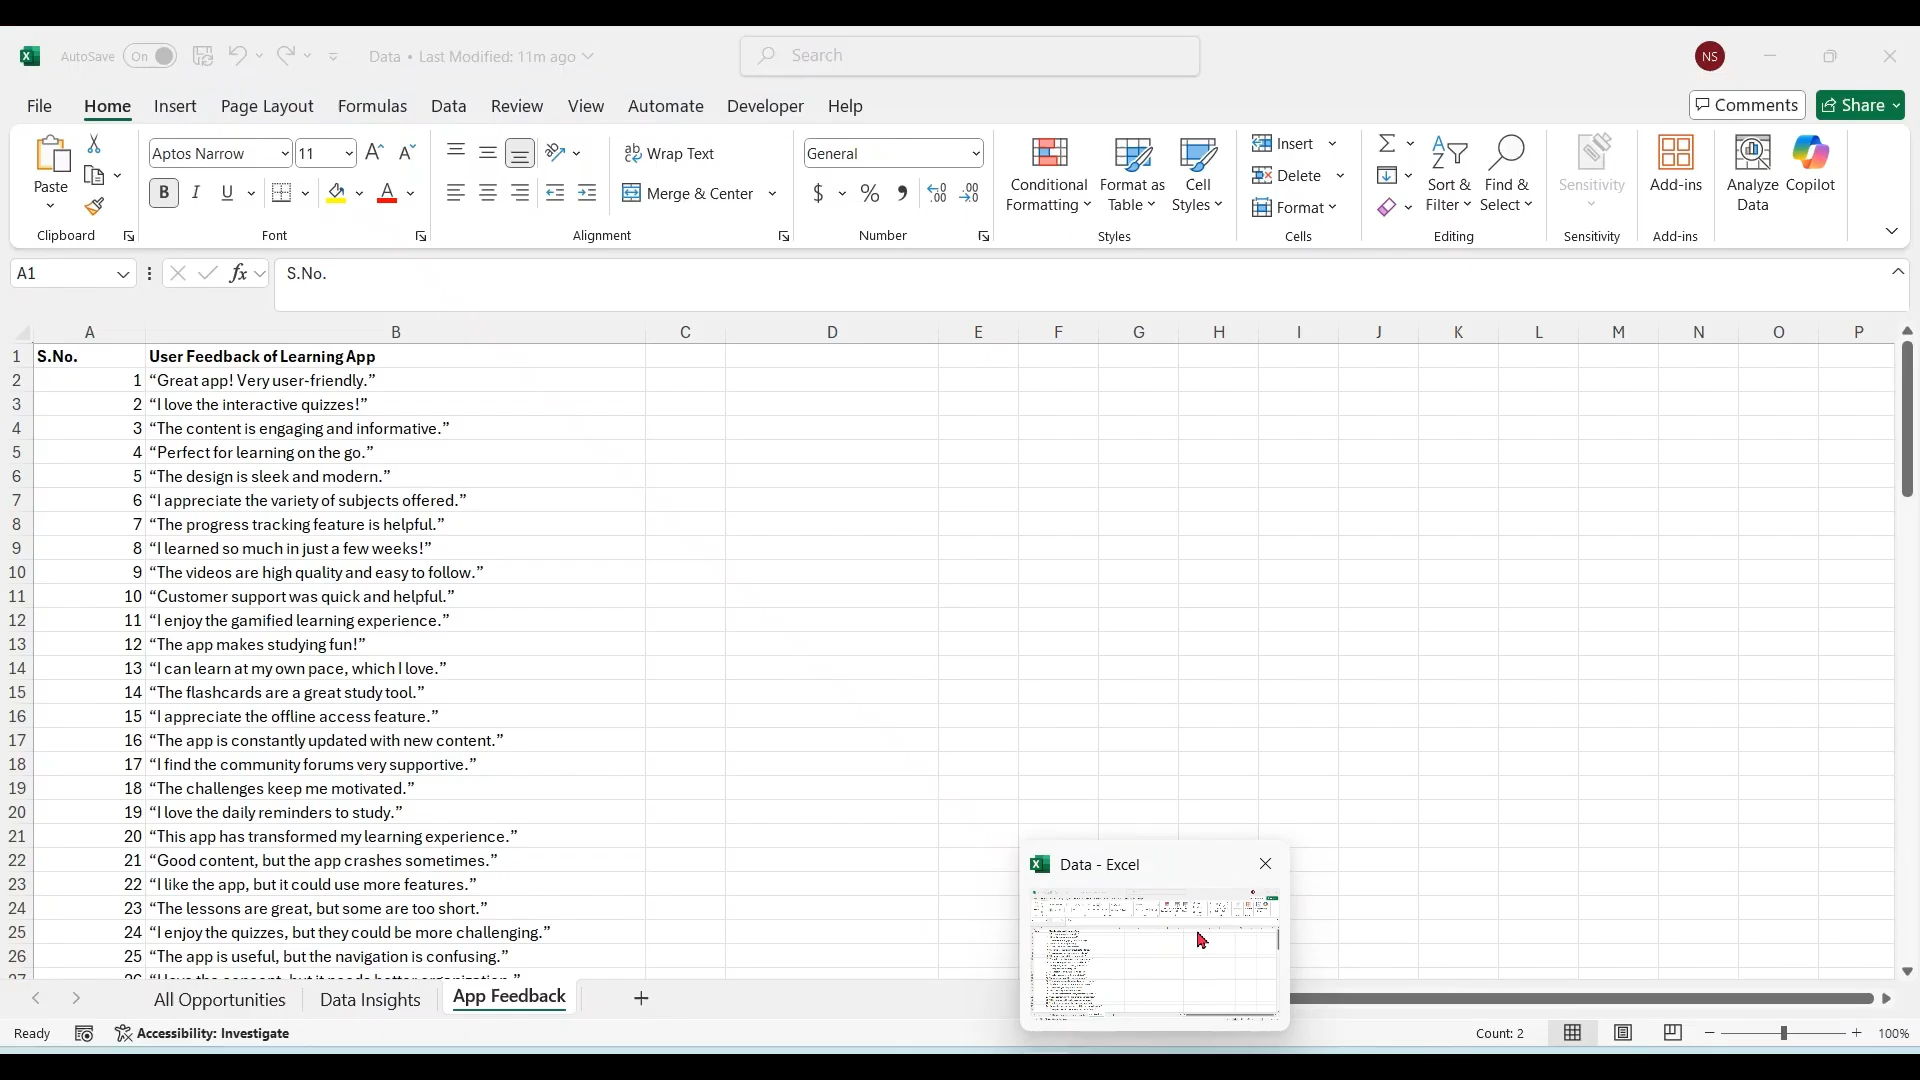 AutoSave On Data • Last Modified: 11m ago Search NS
File Home Insert Page Layout Formulas Data Review View Automate Developer Help Comments Share
Paste
Clipboard
Aptos Narrow 11
B I U
Font
Wrap Text
Merge & Center
Alignment
General
$ % 9 .00
Number
Conditional Formatting
Format as Table
Cell Styles
Styles
Insert
Delete
Format
Cells
Sort & Filter
Find & Select
Editing
Sensitivity
Sensitivity
Add-ins
Add-ins
Analyze Data
Copilot
A1 fx S.No.
A B C D E F G H I J K L M N O P
1 S.No. User Feedback of Learning App
2 1 “Great app! Very user-friendly.”
3 2 “I love the interactive quizzes!”
4 3 “The content is engaging and informative.”
5 4 “Perfect for learning on the go.”
6 5 “The design is sleek and modern.”
7 6 “I appreciate the variety of subjects offered.”
8 7 “The progress tracking feature is helpful.”
9 8 “I learned so much in just a few weeks!”
10 9 “The videos are high quality and easy to follow.”
11 10 “Customer support was quick and helpful.”
12 11 “I enjoy the gamified learning experience.”
13 12 “The app makes studying fun!”
14 13 “I can learn at my own pace, which I love.”
15 14 “The flashcards are a great study tool.”
16 15 “I appreciate the offline access feature.”
17 16 “The app is constantly updated with new content.”
18 17 “I find the community forums very supportive.”
19 18 “The challenges keep me motivated.”
20 19 “I love the daily reminders to study.”
21 20 “This app has transformed my learning experience.”
22 21 “Good content, but the app crashes sometimes.”
23 22 “I like the app, but it could use more features.”
24 23 “The lessons are great, but some are too short.”
25 24 “I enjoy the quizzes, but they could be more challenging.”
26 25 “The app is useful, but the navigation is confusing.”
Data - Excel
All Opportunities Data Insights App Feedback
Ready Accessibility: Investigate Count: 2 100%